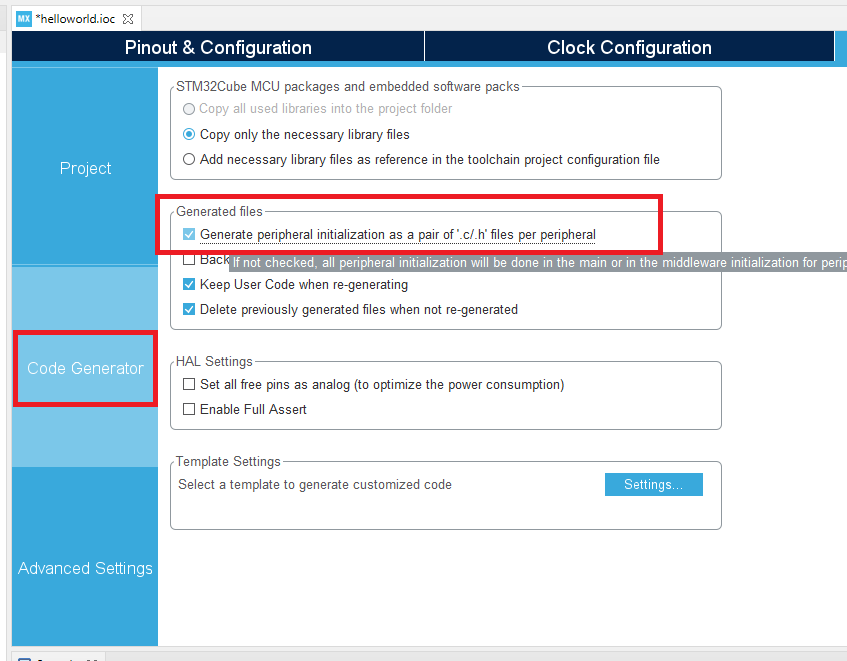 MX *helloworld.ioc
Pinout & Configuration
Clock Configuration
Project
Code Generator
Advanced Settings
STM32Cube MCU packages and embedded software packs
Copy all used libraries into the project folder
Copy only the necessary library files
Add necessary library files as reference in the toolchain project configuration file
Generated files
Generate peripheral initialization as a pair of '.c/.h' files per peripheral
Back
If not checked, all peripheral initialization will be done in the main or in the middleware initialization for perip
Keep User Code when re-generating
Delete previously generated files when not re-generated
HAL Settings
Set all free pins as analog (to optimize the power consumption)
Enable Full Assert
Template Settings
Select a template to generate customized code
Settings...